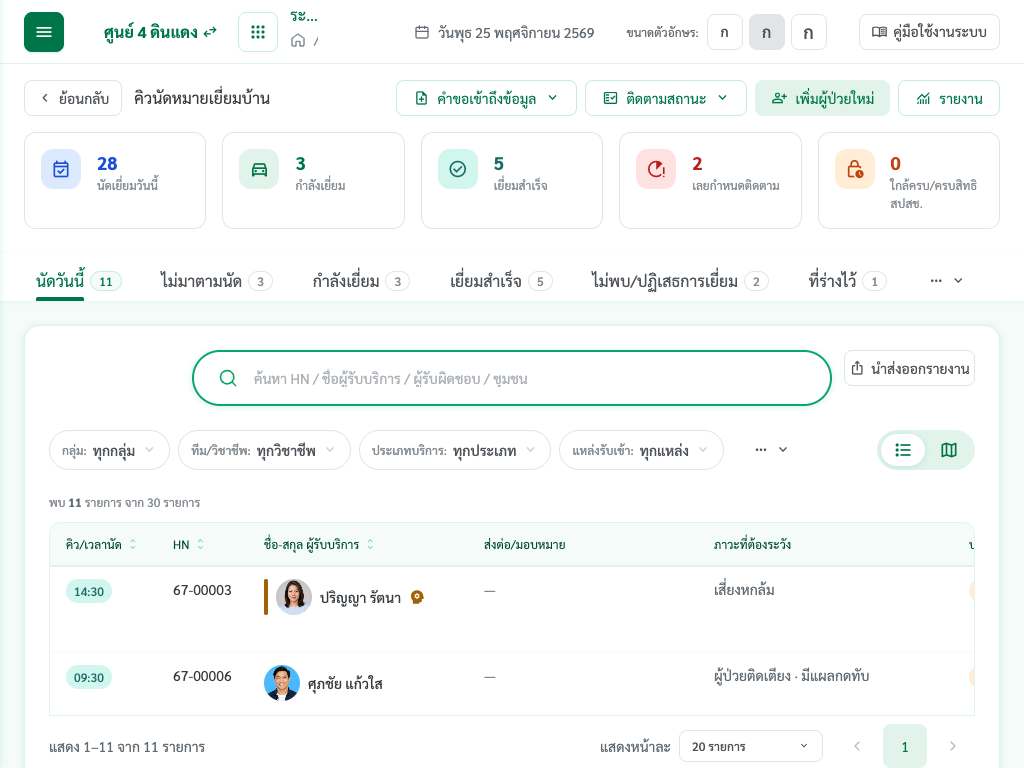 ศูนย์ 4 ดินแดง
ระ...
/
วันพุธ 25 พฤศจิกายน 2569
ขนาดตัวอักษร:
ก
ก
ก
คู่มือใช้งานระบบ
ย้อนกลับ
คิวนัดหมายเยี่ยมบ้าน
คำขอเข้าถึงข้อมูล
ติดตามสถานะ
เพิ่มผู้ป่วยใหม่
รายงาน
28
นัดเยี่ยมวันนี้
3
กำลังเยี่ยม
5
เยี่ยมสำเร็จ
2
เลยกำหนดติดตาม
0
ใกล้ครบ/ครบสิทธิ
สปสช.
นัดวันนี้ 11
ไม่มาตามนัด 3
กำลังเยี่ยม 3
เยี่ยมสำเร็จ 5
ไม่พบ/ปฏิเสธการเยี่ยม 2
ที่ร่างไว้ 1
ค้นหา HN / ชื่อผู้รับบริการ / ผู้รับผิดชอบ / ชุมชน
นำส่งออกรายงาน
กลุ่ม: ทุกกลุ่ม
ทีม/วิชาชีพ: ทุกวิชาชีพ
ประเภทบริการ: ทุกประเภท
แหล่งรับเข้า: ทุกแหล่ง
พบ 11 รายการ จาก 30 รายการ
คิว/เวลานัด HN ชื่อ-สกุล ผู้รับบริการ ส่งต่อ/มอบหมาย ภาวะที่ต้องระวัง
14:30 67-00003 ปริญญา รัตนา — เสี่ยงหกล้ม
09:30 67-00006 ศุภชัย แก้วใส — ผู้ป่วยติดเตียง · มีแผลกดทับ
แสดง 1–11 จาก 11 รายการ
แสดงหน้าละ 20 รายการ
1